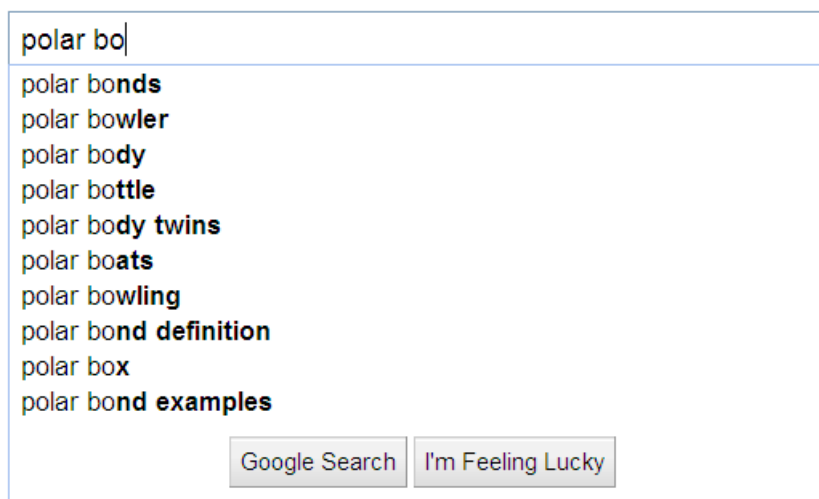 polar bo
polar bonds
polar bowler
polar body
polar bottle
polar body twins
polar boats
polar bowling
polar bond definition
polar box
polar bond examples
Google Search I'm Feeling Lucky